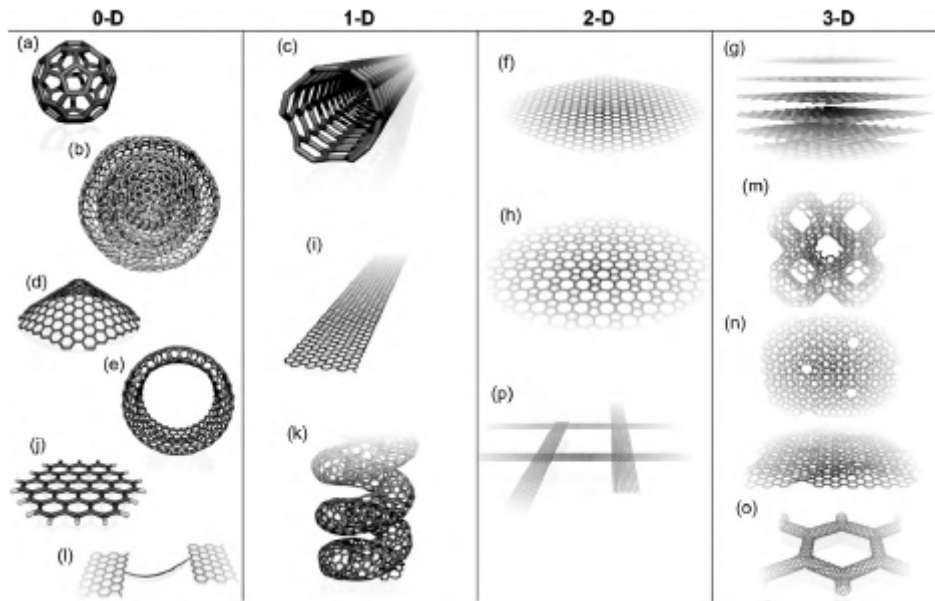 0-D 1-D 2-D 3-D
(a)
(b)
(d)
(e)
(j)
(l)
(c)
(i)
(k)
(f)
(h)
(p)
(g)
(m)
(n)
(o)